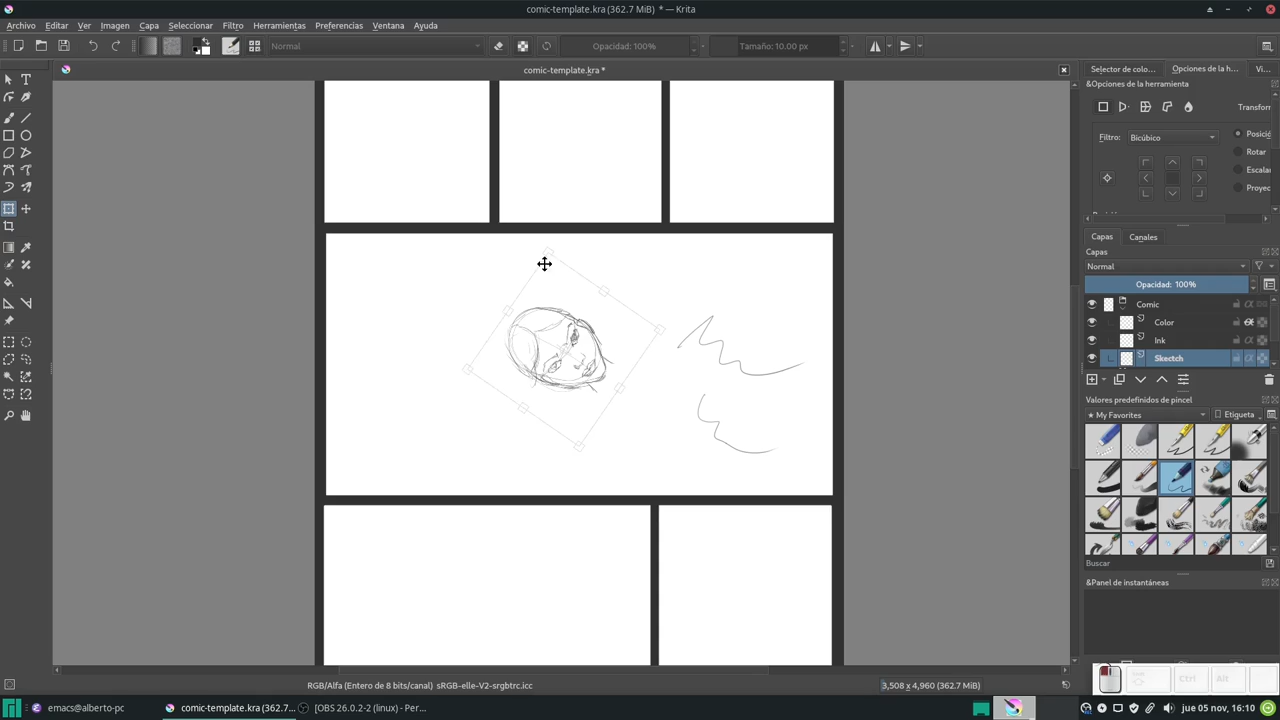 comic-template.kra (362.7 MiB) * — Krita
Archivo Editar Ver Imagen Capa Seleccionar Filtro Herramientas Preferencias Ventana Ayuda
Normal Opacidad: 100% Tamaño: 10.00 px
comic-template.kra *
Selector de colo... Opciones de la h... Vi...
&Opciones de la herramienta
Transforr
Filtro: Bicúbico Posició
Rotar
Escalar
Proyec
Capas Canales
Capas
Normal
Opacidad: 100%
Comic
Color
Ink
Skectch
Valores predefinidos de pincel
★ My Favorites Etiqueta
Buscar
&Panel de instantáneas
Ctrl Alt
RGB/Alfa (Entero de 8 bits/canal) sRGB-elle-V2-srgbtrc.icc 3,508 x 4,960 (362.7 MiB)
emacs@alberto-pc comic-template.kra (362.7... [OBS 26.0.2-2 (linux) - Per... jue 05 nov, 16:10